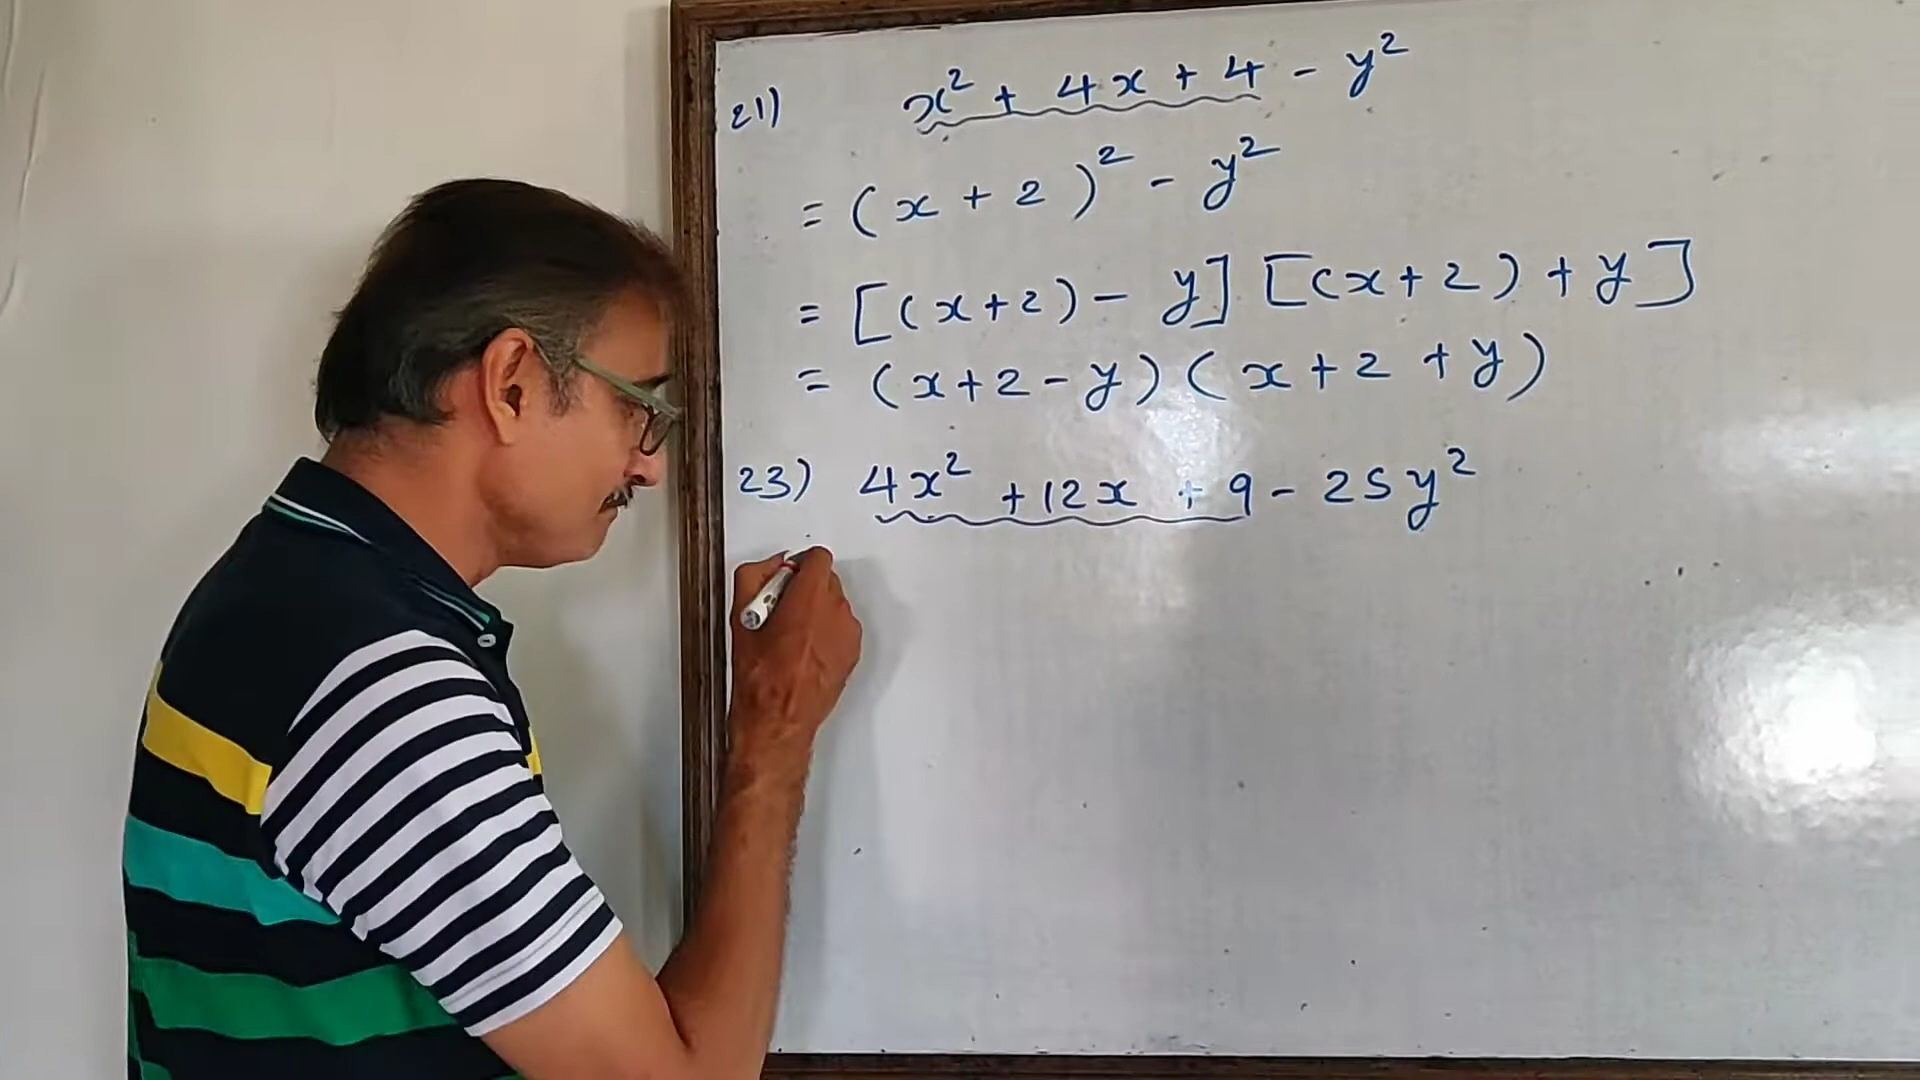 21) x² + 4x + 4 - y²
= (x + 2)² - y²
= [(x+2) - y] [(x+2) + y]
= (x+2-y) (x+2+y)
23) 4x² + 12x + 9 - 25y²